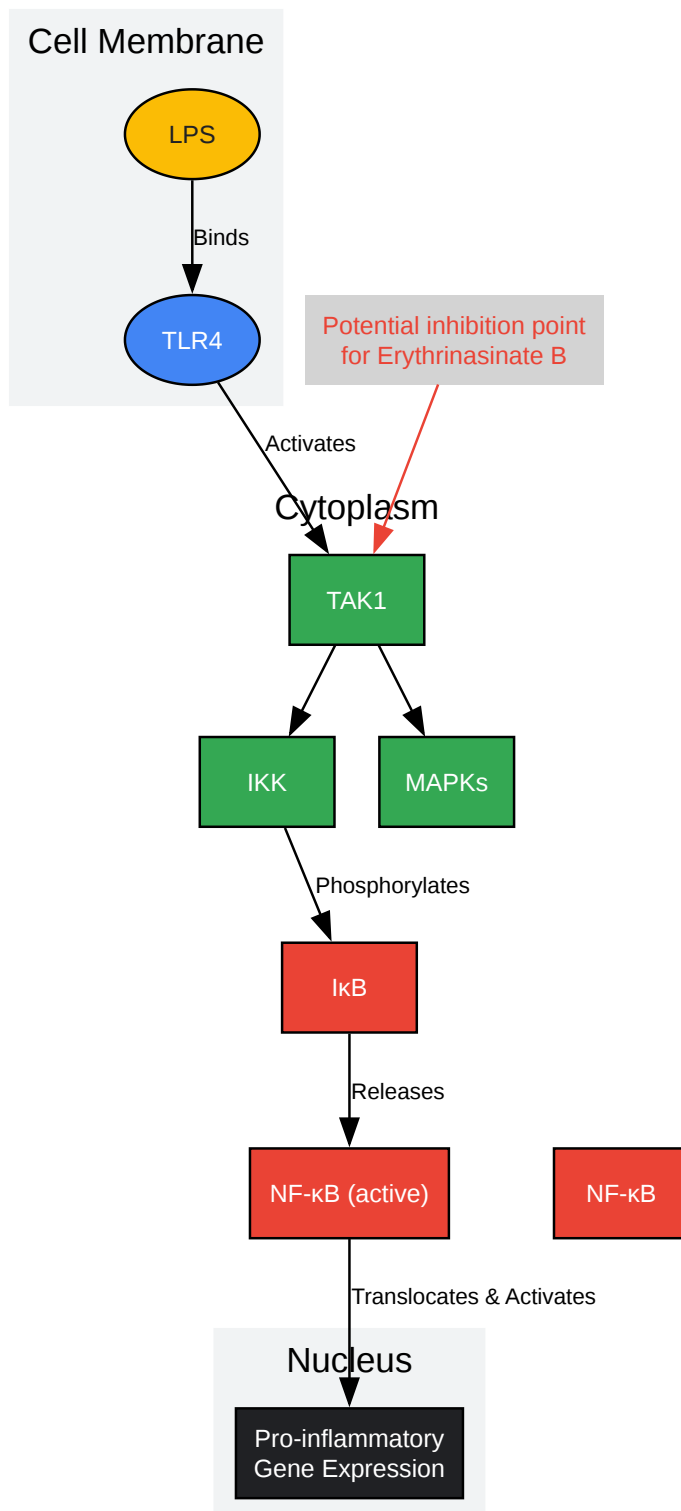 Cell Membrane
LPS
Binds
TLR4
Potential inhibition point
for Erythrinasinate B
Activates
Cytoplasm
TAK1
IKK
MAPKs
Phosphorylates
IκB
Releases
NF-κB (active)
NF-κB
Translocates & Activates
Nucleus
Pro-inflammatory
Gene Expression